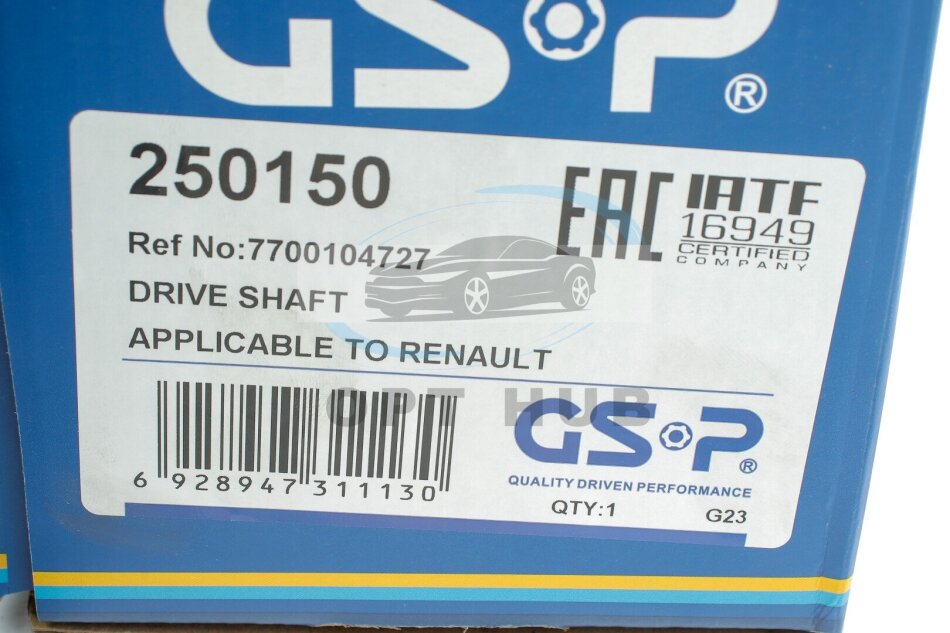 GSP®
250150
EAC
IATF
16949
CERTIFIED
COMPANY
Ref No:7700104727
DRIVE SHAFT
APPLICABLE TO RENAULT
OPT HUB
6 928947 311130
GSP®
QUALITY DRIVEN PERFORMANCE
QTY:1
G23